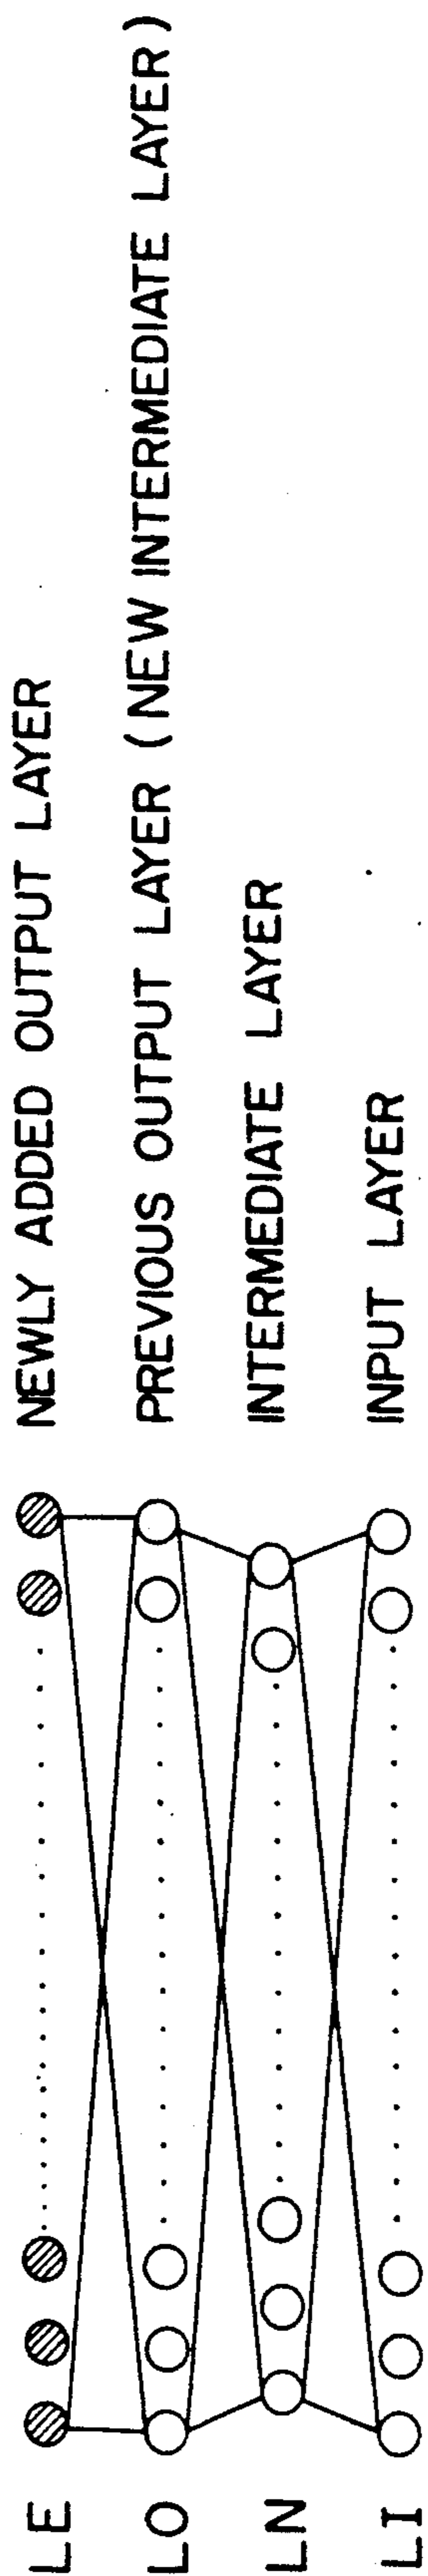 LE NEWLY ADDED OUTPUT LAYER
LO PREVIOUS OUTPUT LAYER (NEW INTERMEDIATE LAYER)
LN INTERMEDIATE LAYER
LI INPUT LAYER